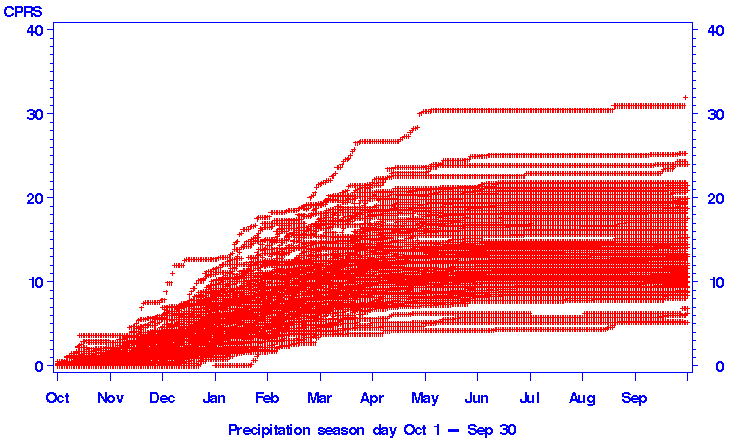 CPRS
40 40
30 30
20 20
10 10
0 0
Oct Nov Dec Jan Feb Mar Apr May Jun Jul Aug Sep
Precipitation season day Oct 1 – Sep 30